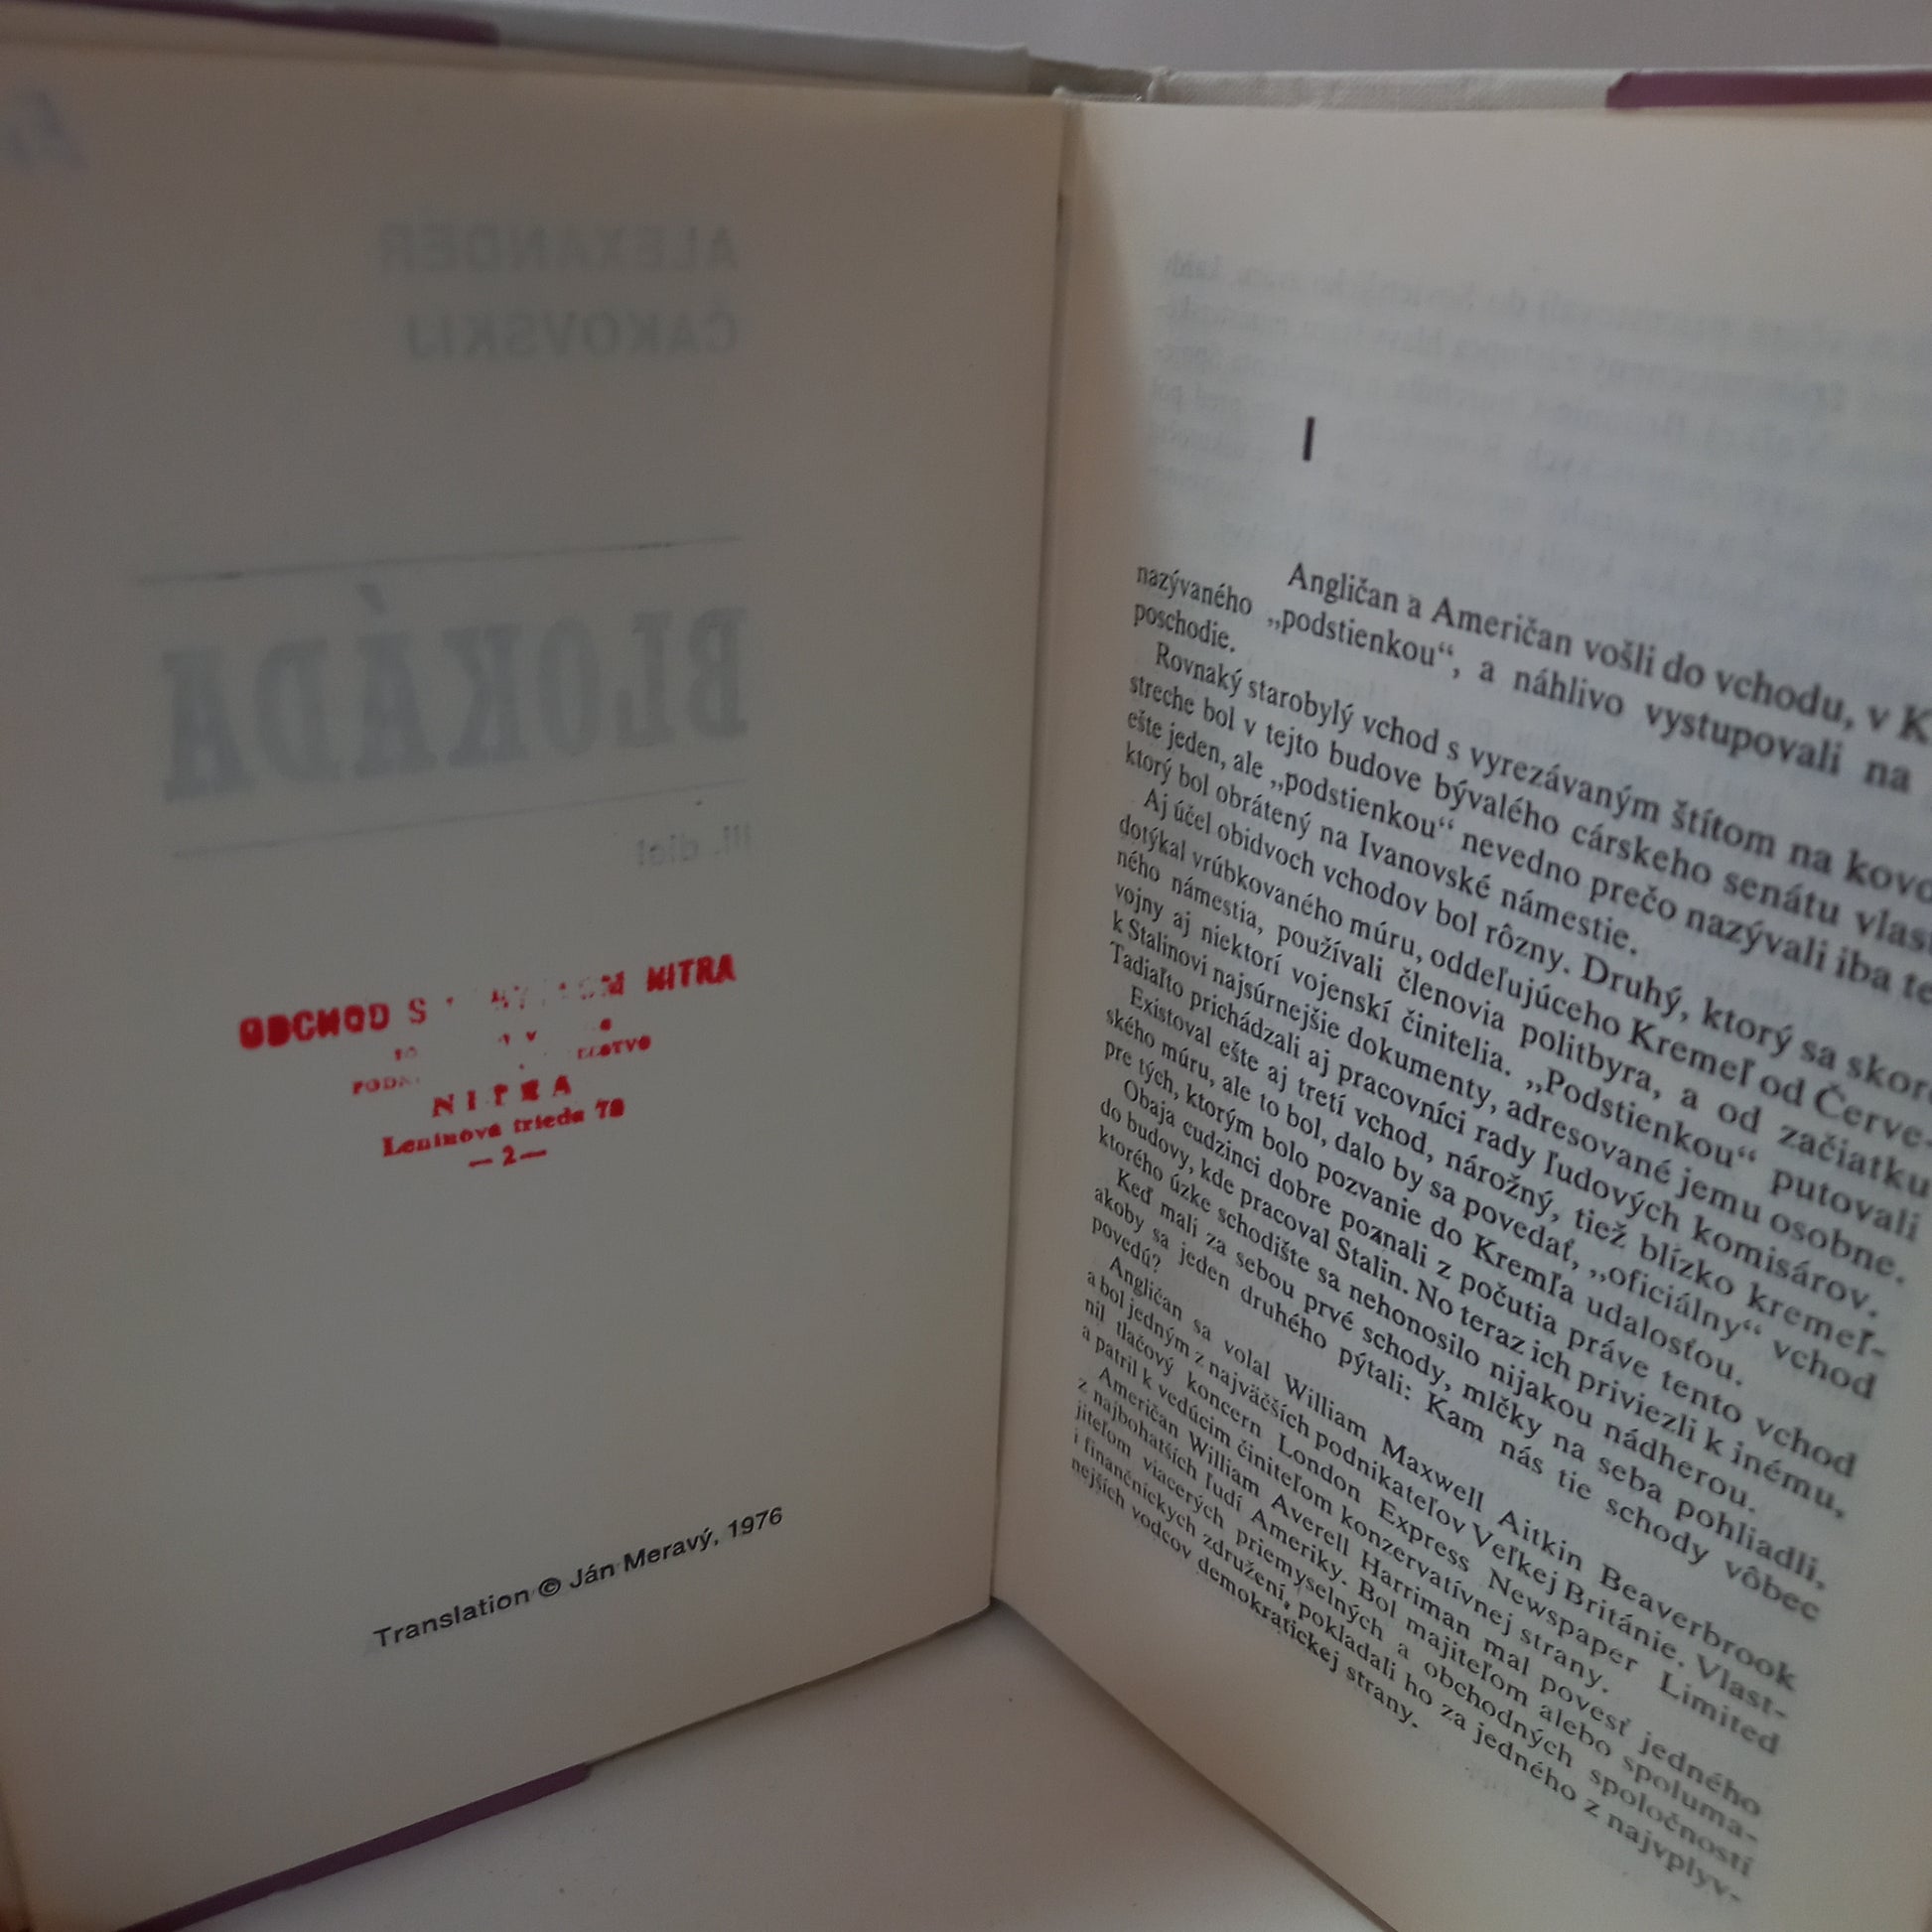 ALEXANDER
ČAKOVSKIJ
BLOKÁDA
III. diel
OBCHOD S NITRA
NITRA
Leninova trieda 78
— 2 —
Translation © Ján Meravý, 1976
I
Angličan a Američan vošli do vchodu, v K
nazývaného „podstienkou“, a náhlivo vystupovali na
poschodie.
Rovnaký starobylý vchod s vyrezávaným štítom na kovo
streche bol v tejto budove bývalého cárskeho senátu vlas
ešte jeden, ale „podstienkou“ nevedno prečo nazývali iba te
ktorý bol obrátený na Ivanovské námestie.
Aj účel obidvoch vchodov bol rôzny. Druhý, ktorý sa skoro
dotýkal vrúbkovaného múru, oddeľujúceho Kremeľ od Červe-
ného námestia, používali členovia politbyra, a od začiatku
vojny aj niektorí vojenskí činitelia. „Podstienkou“ putovali
k Stalinovi najsúrnejšie dokumenty, adresované jemu osobne.
Tadiaľto prichádzali aj pracovníci rady ľudových komisárov.
Existoval ešte aj tretí vchod, nárožný, tiež blízko kremeľ-
ského múru, ale to bol, dalo by sa povedať, „oficiálny“ vchod
pre tých, ktorým bolo pozvanie do Kremľa udalosťou.
Obaja cudzinci dobre poznali z počutia práve tento vchod
do budovy, kde pracoval Stalin. No teraz ich priviezli k inému,
ktorého úzke schodište sa nehonosilo nijakou nádherou.
Keď mali za sebou prvé schody, mlčky na seba pohliadli,
akoby sa jeden druhého pýtali: Kam nás tie schody vôbec
povedú?
Angličan sa volal William Maxwell Aitkin Beaverbrook
a bol jedným z najväčších podnikateľov Veľkej Británie. Vlast-
nil tlačový koncern London Express Newspaper Limited
a patril k vedúcim činiteľom konzervatívnej strany.
Američan William Averell Harriman mal povesť jedného
z najbohatších ľudí Ameriky. Bol majiteľom alebo spoluma-
jiteľom viacerých priemyselných a obchodných spoločností
i finančníckych združení, pokladali ho za jedného z najvplyv-
nejších vodcov demokratickej strany.